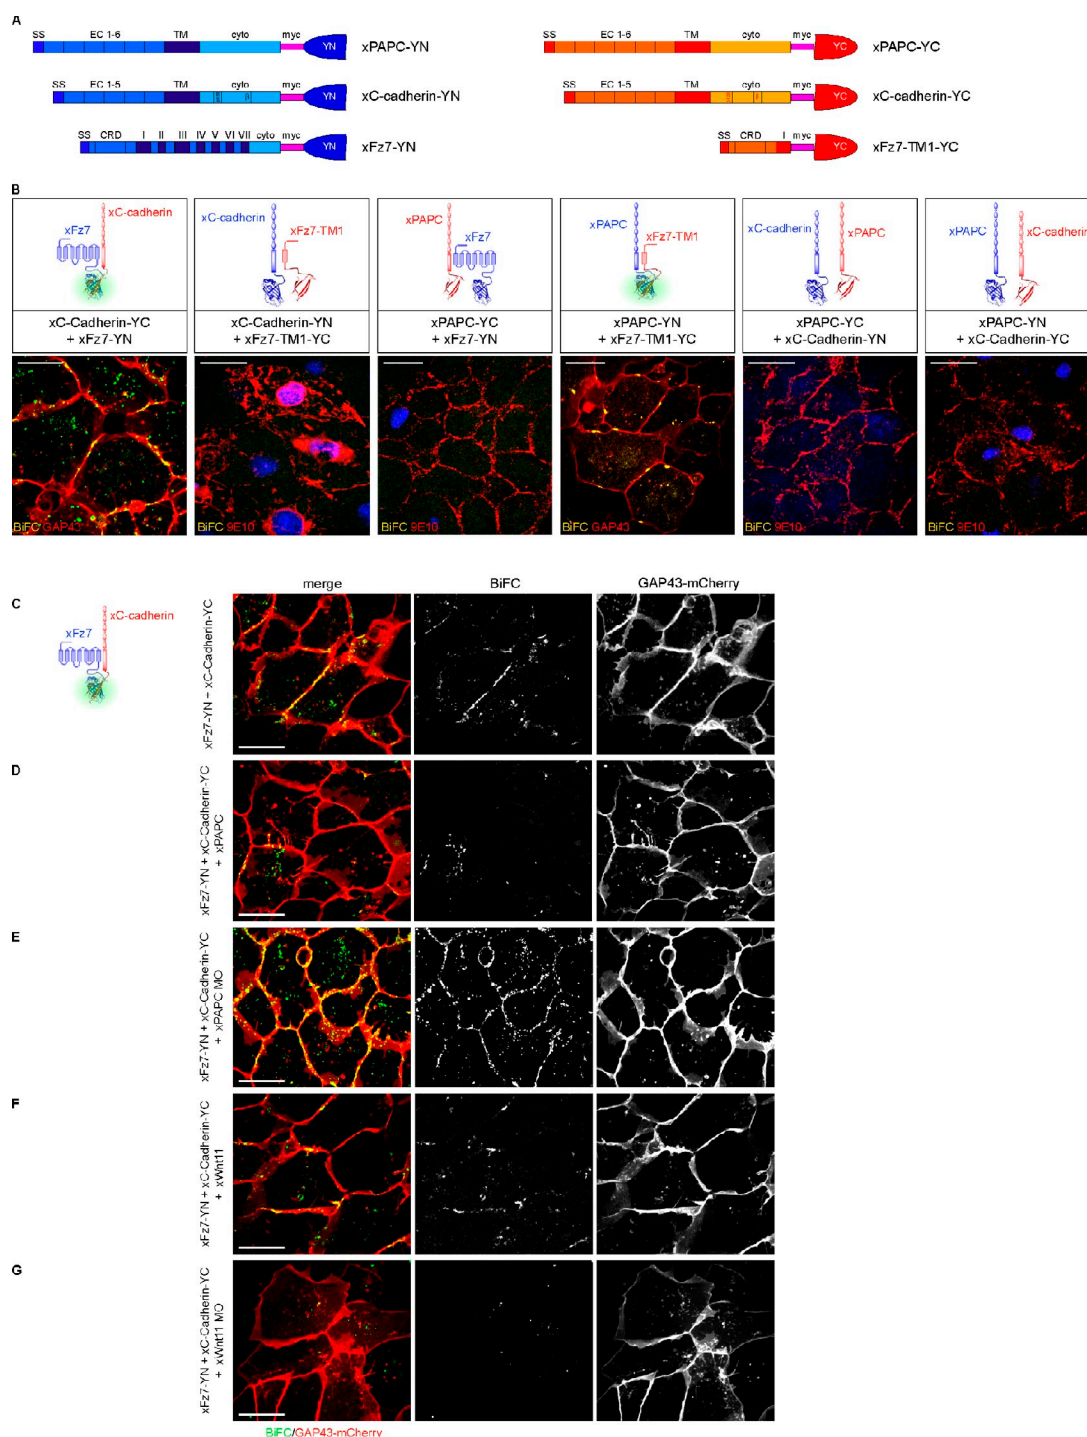 A
SS EC 1-6 TM cyto myc
YN
xPAPC-YN
SS EC 1-6 TM cyto myc
YC
xPAPC-YC
SS EC 1-5 TM cyto myc
YN
xC-cadherin-YN
SS EC 1-5 TM cyto myc
YC
xC-cadherin-YC
SS CRD I II III IV V VI VII cyto myc
YN
xFz7-YN
SS CRD I myc
YC
xFz7-TM1-YC
B
xC-cadherin
xFz7
xC-cadherin
xFz7-TM1
xPAPC
xFz7
xPAPC
xFz7-TM1
xC-cadherin
xPAPC
xPAPC
xC-cadherin
xC-Cadherin-YC
+ xFz7-YN
xC-Cadherin-YN
+ xFz7-TM1-YC
xPAPC-YC
+ xFz7-YN
xPAPC-YN
+ xFz7-TM1-YC
xPAPC-YC
+ xC-Cadherin-YN
xPAPC-YN
+ xC-Cadherin-YC
BiFC GAP43
BiFC 9E10
BiFC 9E10
BiFC GAP43
BiFC 9E10
BiFC 9E10
merge BiFC GAP43-mCherry
C
xC-cadherin
xFz7
xFz7-YN + xC-Cadherin-YC
D
xFz7-YN + xC-Cadherin-YC
+ xPAPC
E
xFz7-YN + xC-Cadherin-YC
+ xPAPC MO
F
xFz7-YN + xC-Cadherin-YC
+ xWnt11
G
xFz7-YN + xC-Cadherin-YC
+ xWnt11 MO
BiFC/GAP43-mCherry